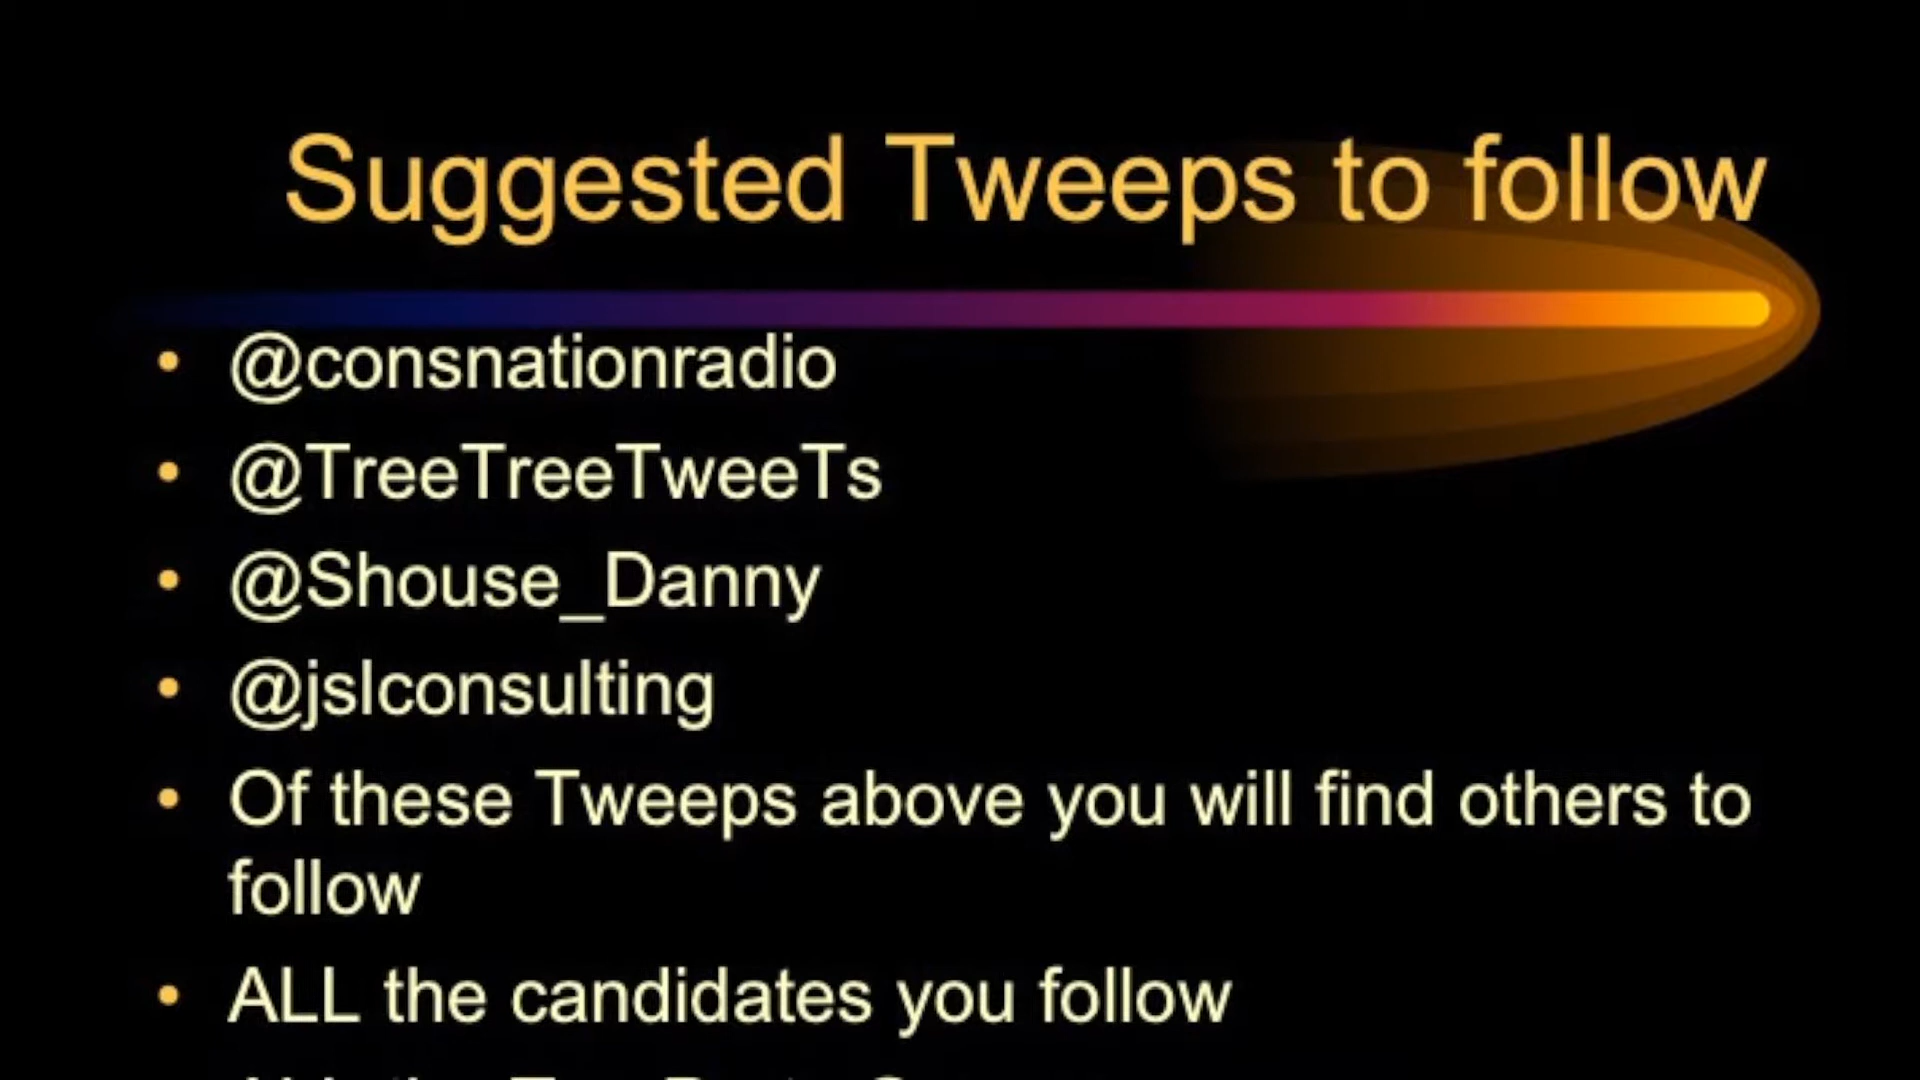 Suggested Tweeps to follow
• @consnationradio
• @TreeTreeTweeTs
• @Shouse_Danny
• @jslconsulting
• Of these Tweeps above you will find others to
follow
• ALL the candidates you follow